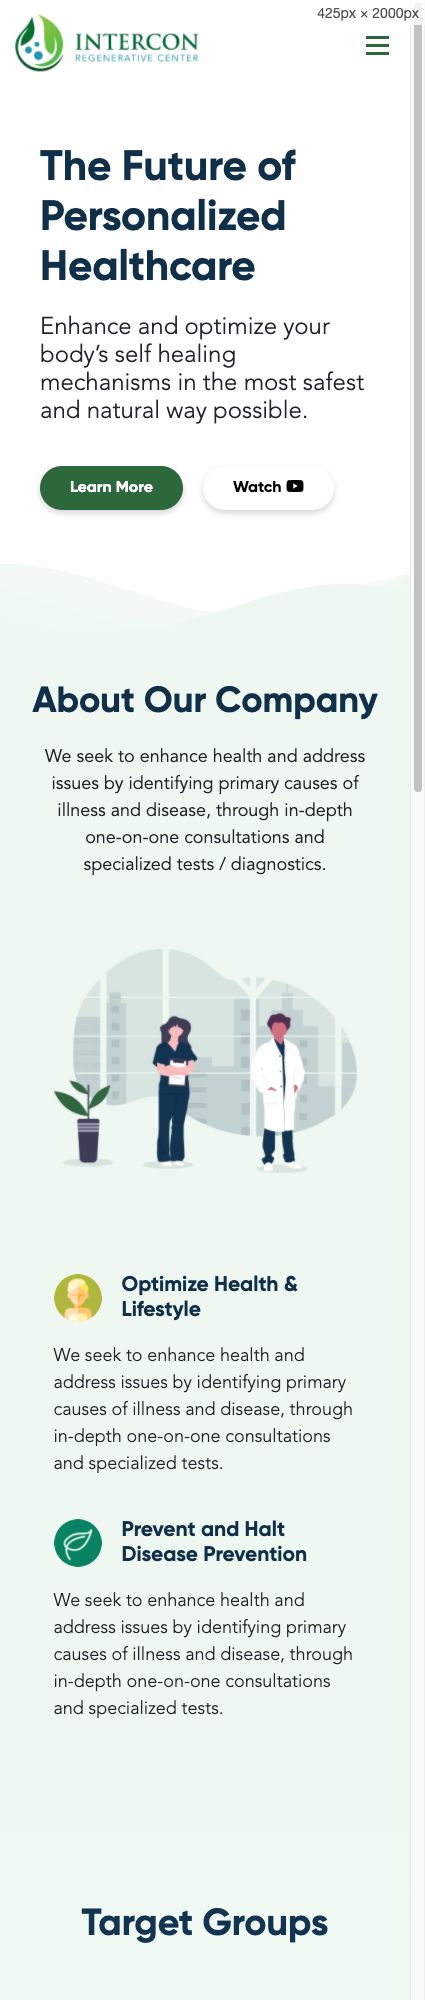 425px × 2000px
INTERCON
REGENERATIVE CENTER
The Future of
Personalized
Healthcare
Enhance and optimize your
body’s self healing
mechanisms in the most safest
and natural way possible.
Learn More
Watch
About Our Company
We seek to enhance health and address
issues by identifying primary causes of
illness and disease, through in-depth
one-on-one consultations and
specialized tests / diagnostics.
Optimize Health &
Lifestyle
We seek to enhance health and
address issues by identifying primary
causes of illness and disease, through
in-depth one-on-one consultations
and specialized tests.
Prevent and Halt
Disease Prevention
We seek to enhance health and
address issues by identifying primary
causes of illness and disease, through
in-depth one-on-one consultations
and specialized tests.
Target Groups